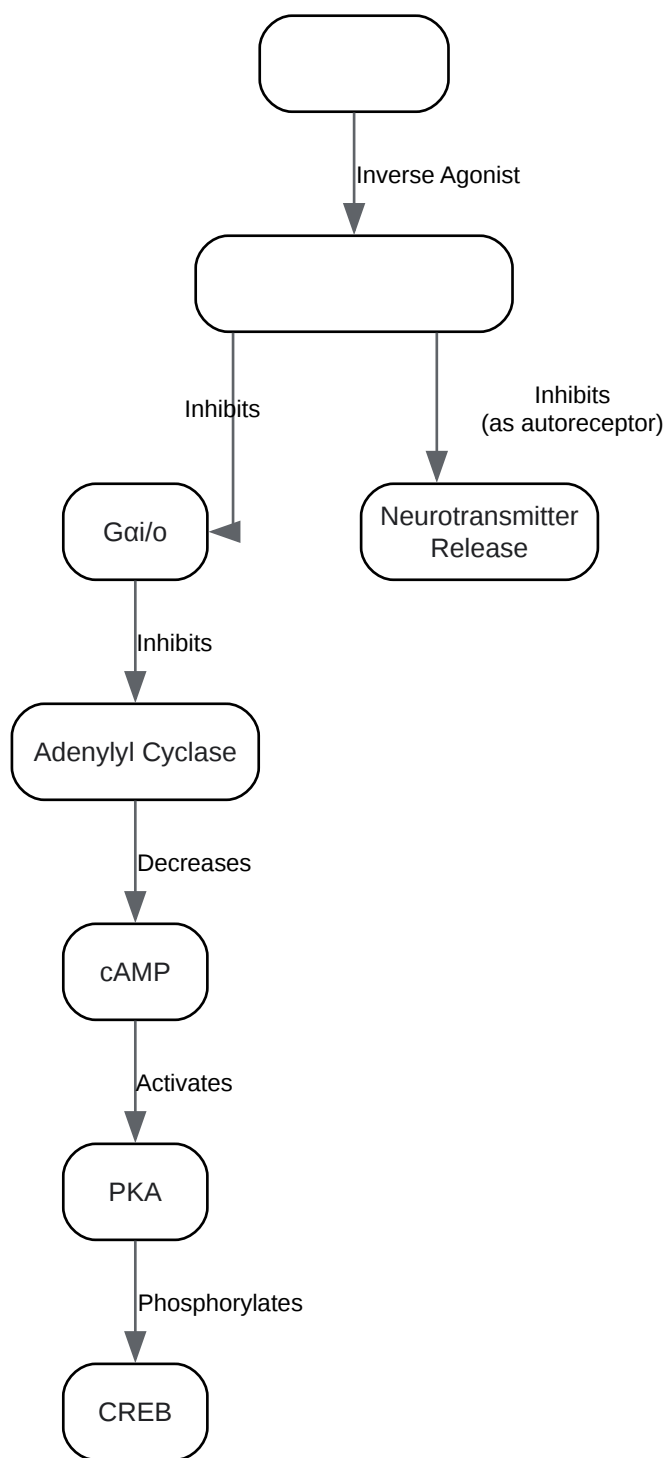 Inverse Agonist
Inhibits
Inhibits
(as autoreceptor)
Gαi/o
Neurotransmitter
Release
Inhibits
Adenylyl Cyclase
Decreases
cAMP
Activates
PKA
Phosphorylates
CREB